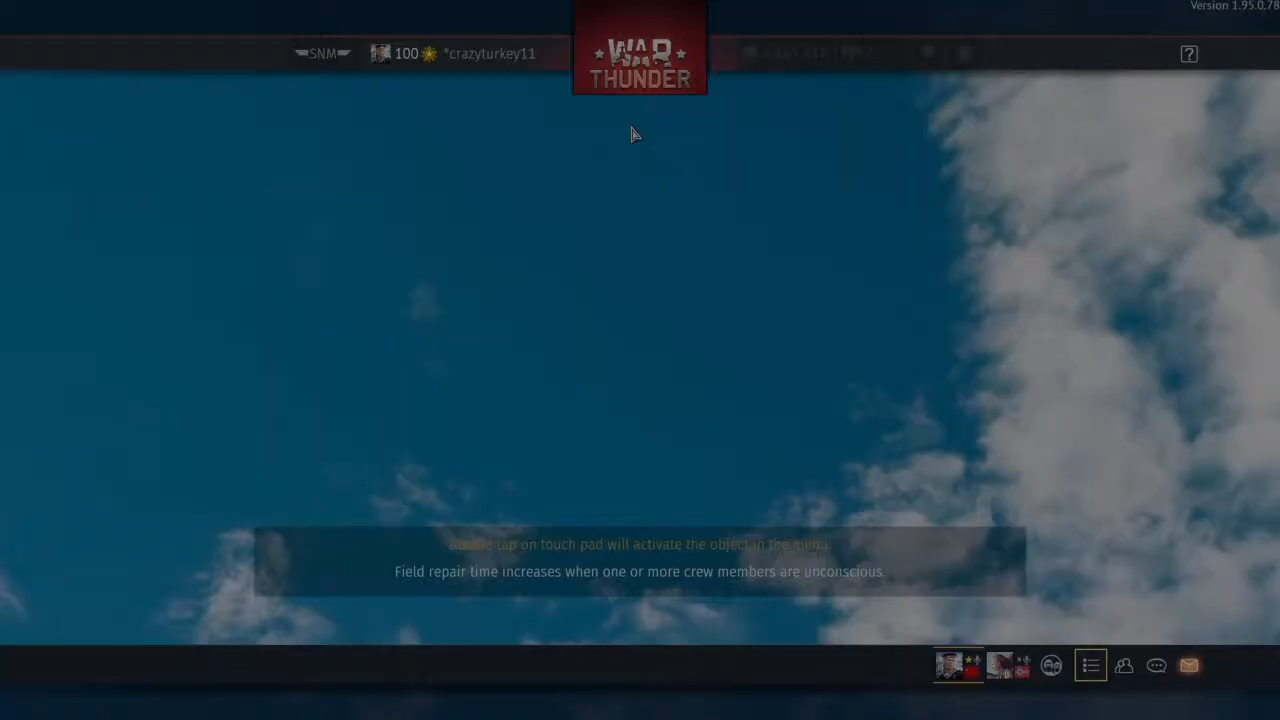 Version 1.95.0.78
SNM 100 *crazyturkey11
WAR
THUNDER
?
tap on touch pad will activate the object in the menu
Field repair time increases when one or more crew members are unconscious.